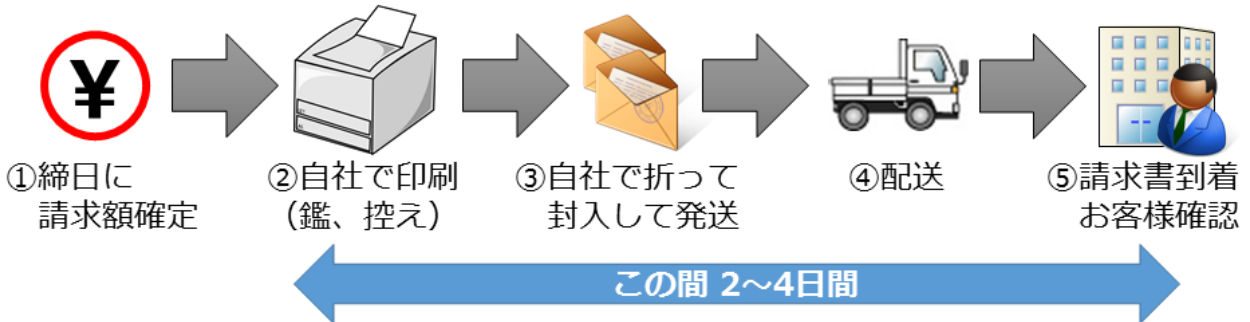 ¥
①締日に
請求額確定
②自社で印刷
（鑑、控え）
③自社で折って
封入して発送
④配送
⑤請求書到着
お客様確認
この間 2～4日間